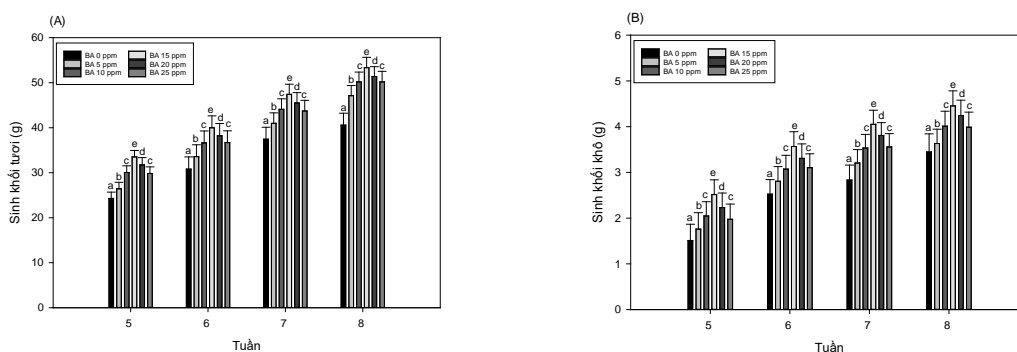 (A)
60
50
40
30
20
10
0
Sinh khối tươi (g)
BA 0 ppm BA 15 ppm
BA 5 ppm BA 20 ppm
BA 10 ppm BA 25 ppm
a b c e d c
a b c e d c
a b c e d c
a b c e d c
5 6 7 8
Tuần
(B)
6
5
4
3
2
1
0
Sinh khối khô (g)
BA 0 ppm BA 15 ppm
BA 5 ppm BA 20 ppm
BA 10 ppm BA 25 ppm
a b c e d c
a b c e d c
a b c e d c
a b c e d c
5 6 7 8
Tuần